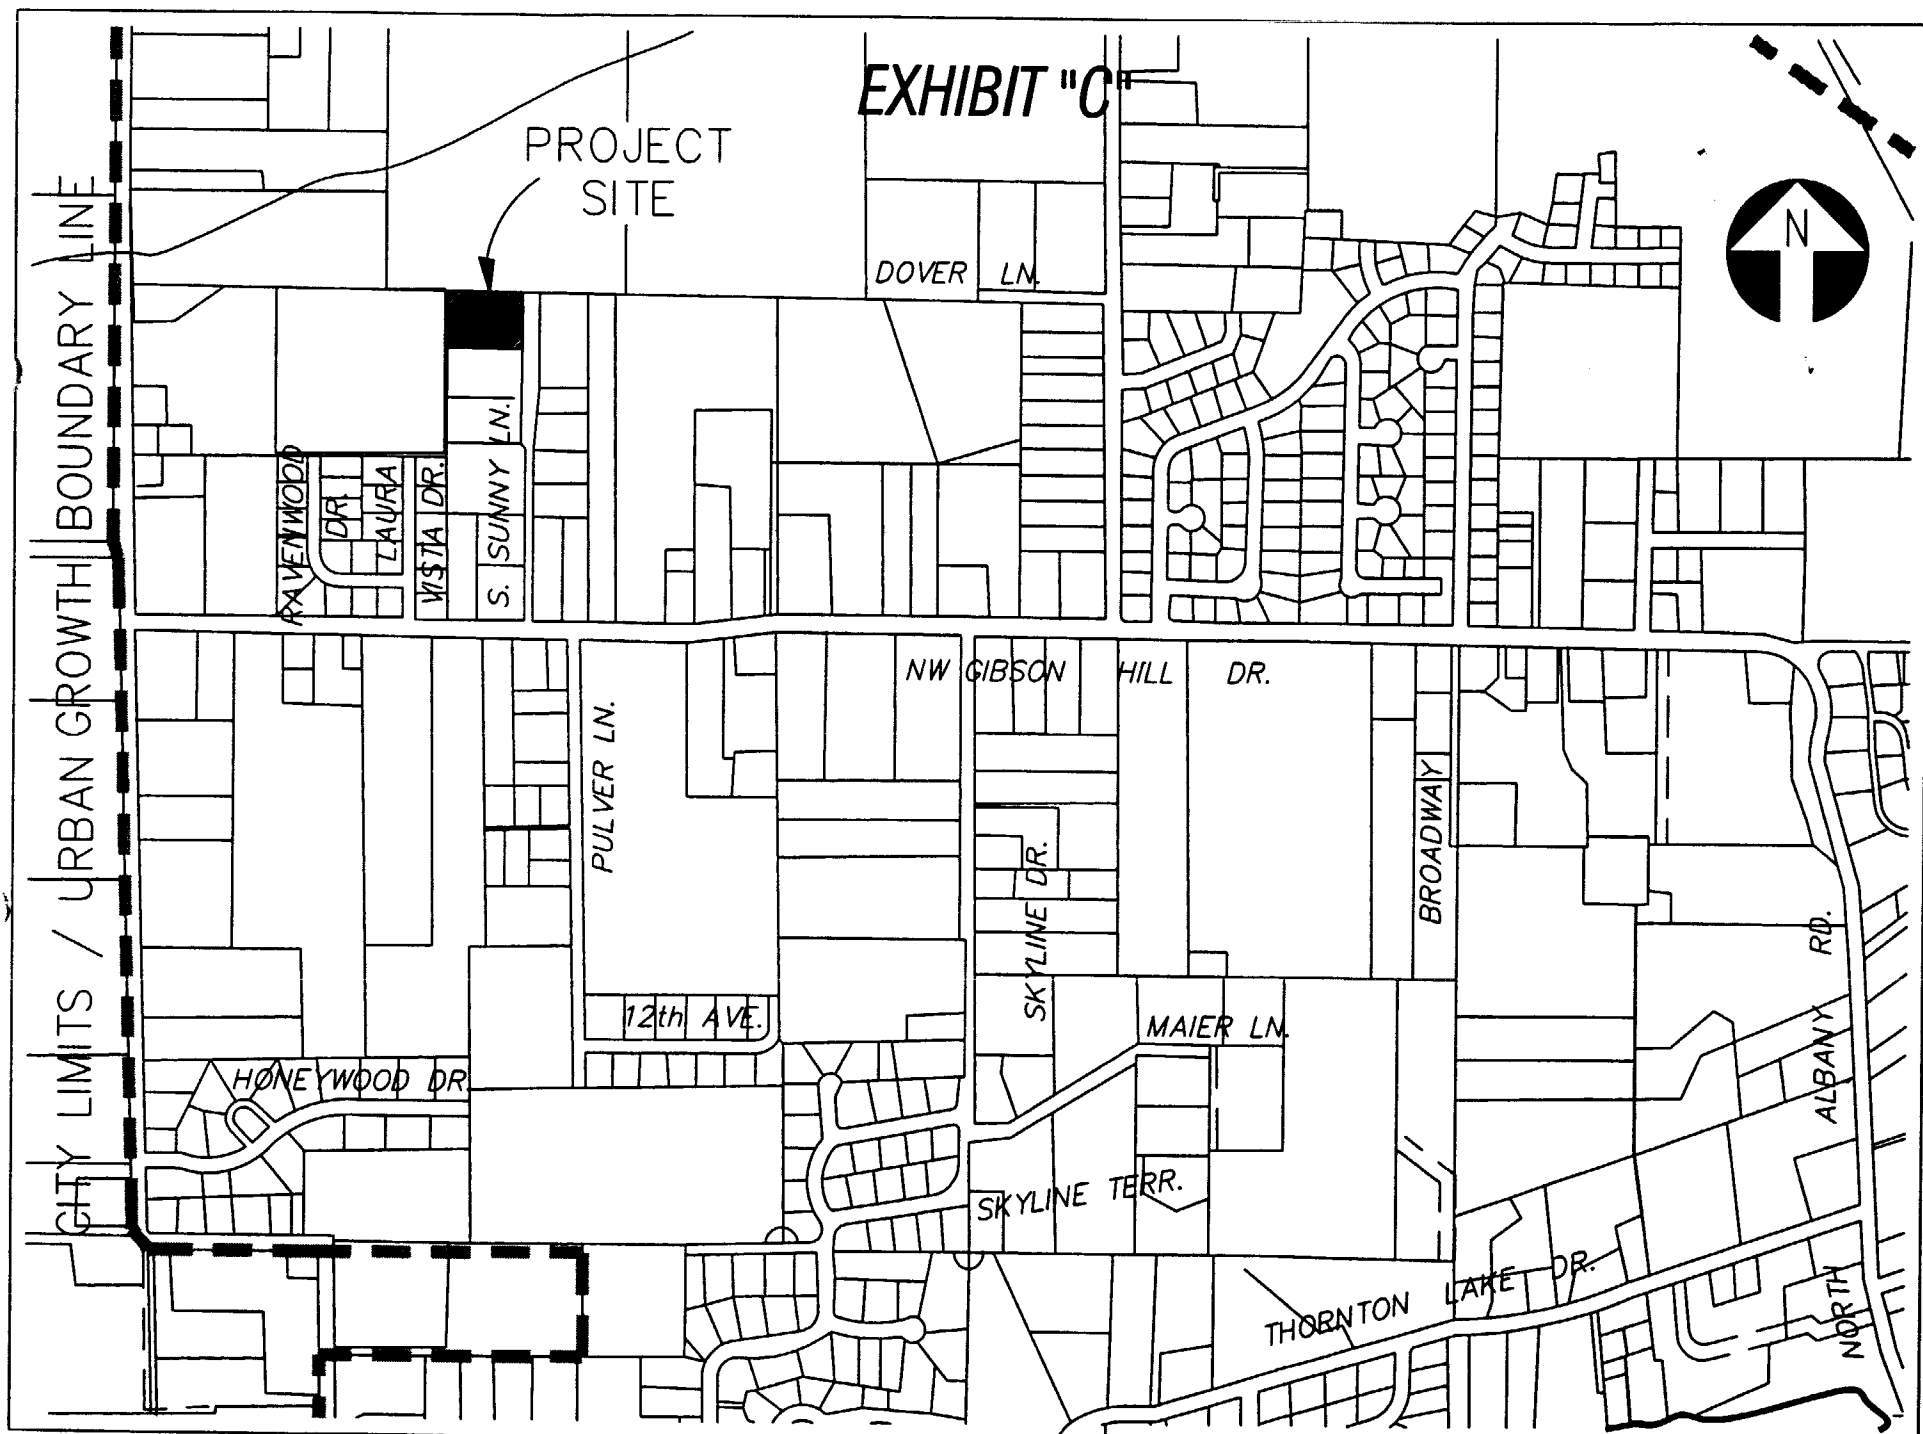 EXHIBIT "C"
PROJECT
SITE
N
DOVER LN.
CITY LIMITS / URBAN GROWTH BOUNDARY LINE
RAVENWOOD
DR.
LAURA
VISTA DR.
S. SUNNY LN.
NW GIBSON HILL DR.
PULVER LN.
SKYLINE DR.
BROADWAY
12th AVE.
MAIER LN.
HONEYWOOD DR
SKYLINE TERR.
THORNTON LAKE DR.
NORTH ALBANY RD.